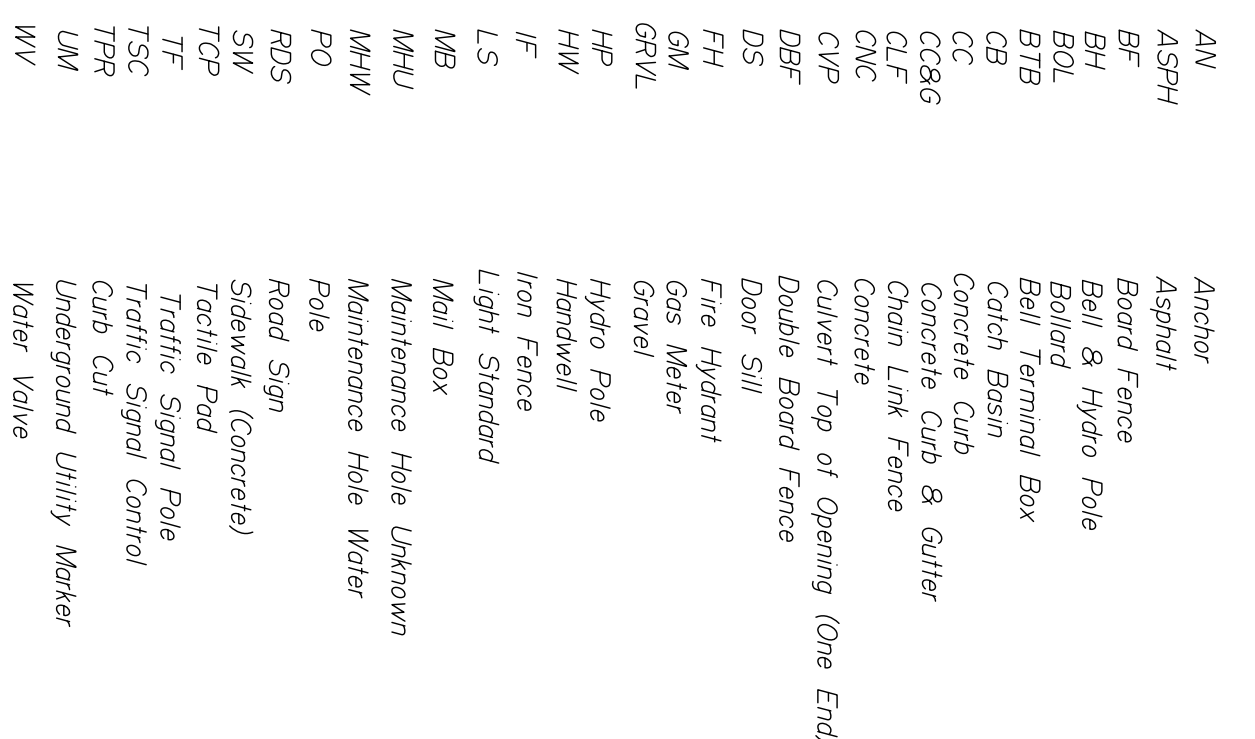 AN Anchor
ASPH Asphalt
BF Board Fence
BH Bell & Hydro Pole
BOL Bollard
BTB Bell Terminal Box
CB Catch Basin
CC Concrete Curb
CC&G Concrete Curb & Gutter
CLF Chain Link Fence
CNC Concrete
CVP Culvert Top of Opening (One End,
DBF Double Board Fence
DS Door Sill
FH Fire Hydrant
GM Gas Meter
GRVL Gravel
HP Hydro Pole
HW Handwell
IF Iron Fence
LS Light Standard
MB Mail Box
MHU Maintenance Hole Unknown
MHW Maintenance Hole Water
PO Pole
RDS Road Sign
SW Sidewalk (Concrete)
TCP Tactile Pad
TF Traffic Signal Pole
TSC Traffic Signal Control
TPR Curb Cut
UM Underground Utility Marker
WV Water Valve